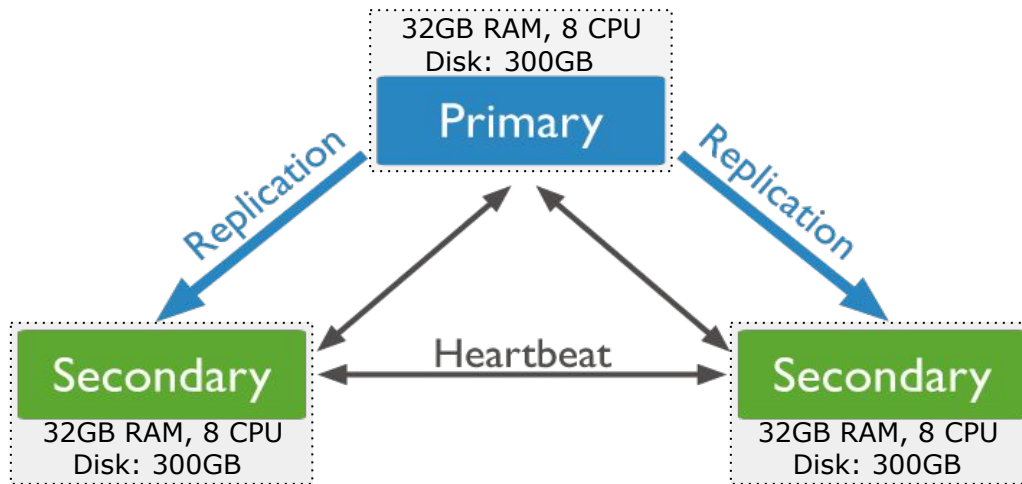 32GB RAM, 8 CPU
Disk: 300GB
Primary
Replication
Replication
Secondary
Heartbeat
Secondary
32GB RAM, 8 CPU
Disk: 300GB
32GB RAM, 8 CPU
Disk: 300GB